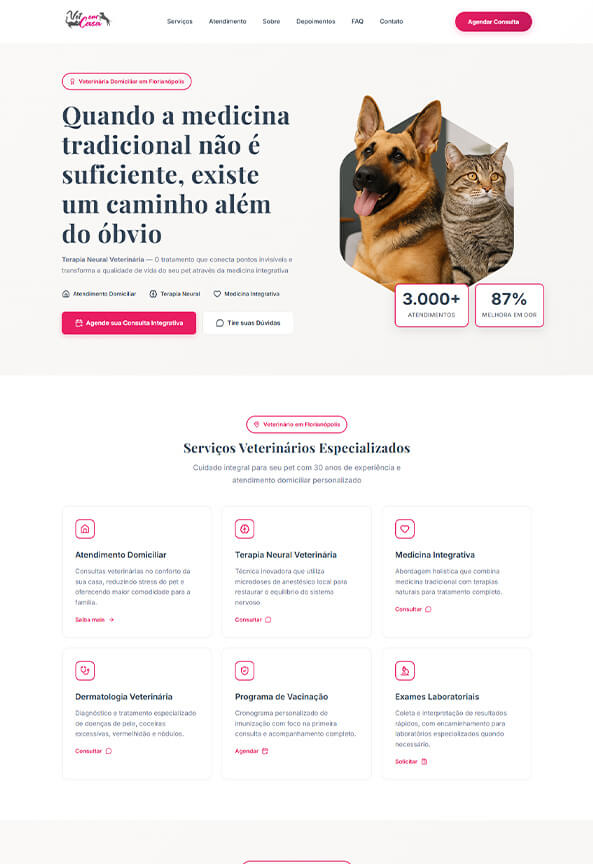 Vet em
Casa
Serviços
Atendimento
Sobre
Depoimentos
FAQ
Contato
Agendar Consulta
Veterinária Domiciliar em Florianópolis
Quando a medicina
tradicional não é
suficiente, existe
um caminho além
do óbvio
Terapia Neural Veterinária — O tratamento que conecta pontos invisíveis e
transforma a qualidade de vida do seu pet através da medicina integrativa
Atendimento Domiciliar
Terapia Neural
Medicina Integrativa
Agende sua Consulta Integrativa
Tire suas Dúvidas
3.000+
ATENDIMENTOS
87%
MELHORA EM DOR
Veterinário em Florianópolis
Serviços Veterinários Especializados
Cuidado integral para seu pet com 30 anos de experiência e
atendimento domiciliar personalizado
Atendimento Domiciliar
Consultas veterinárias no conforto da
sua casa, reduzindo stress do pet e
oferecendo maior comodidade para a
família.
Saiba mais
Terapia Neural Veterinária
Técnica inovadora que utiliza
microdoses de anestésico local para
restaurar o equilíbrio do sistema
nervoso
Consultar
Medicina Integrativa
Abordagem holística que combina
medicina tradicional com terapias
naturais para tratamento completo.
Consultar
Dermatologia Veterinária
Diagnóstico e tratamento especializado
de doenças de pele, coceiras
excessivas, vermelhidão e nódulos.
Consultar
Programa de Vacinação
Cronograma personalizado de
imunização com foco na primeira
consulta e acompanhamento completo.
Agendar
Exames Laboratoriais
Coleta e interpretação de resultados
rápidos, com encaminhamento para
laboratórios especializados quando
necessário.
Solicitar